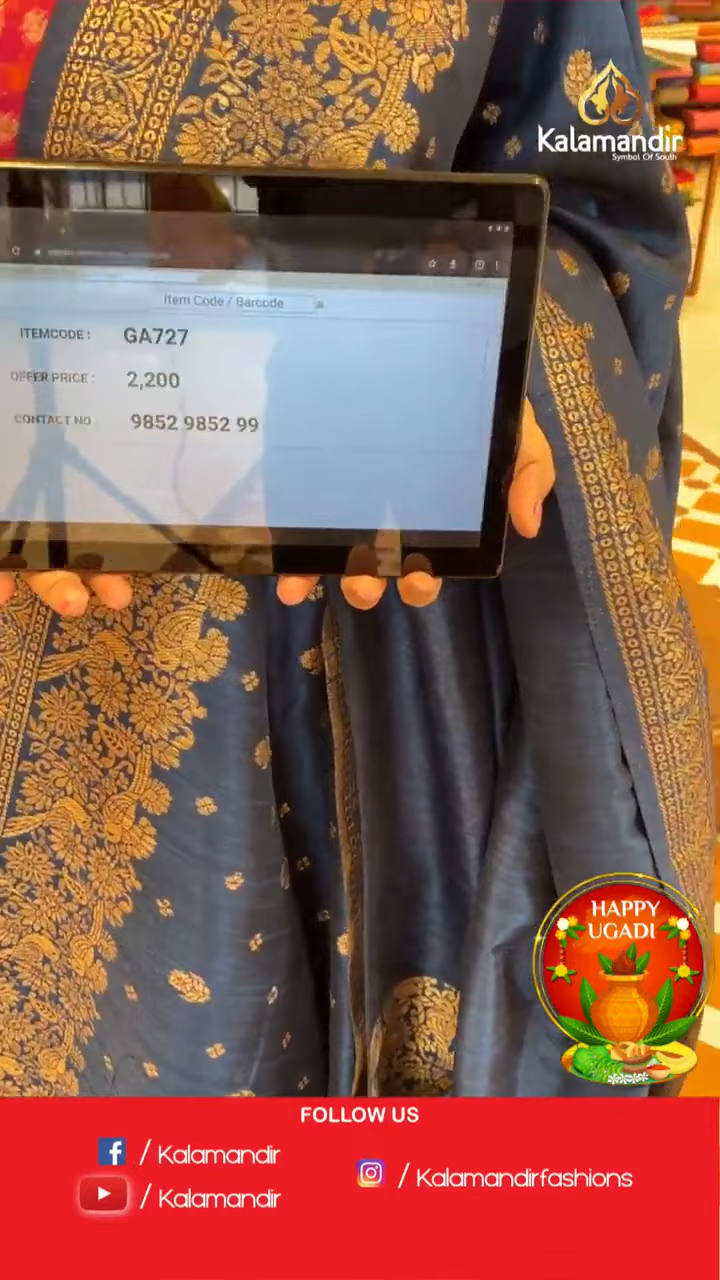 Kalamandir
Symbol Of South
Item Code / Barcode
ITEMCODE : GA727
OFFER PRICE : 2,200
CONTACT NO 9852 9852 99
HAPPY
UGADI
FOLLOW US
/ Kalamandir
/ Kalamandir
/ Kalamandirfashions